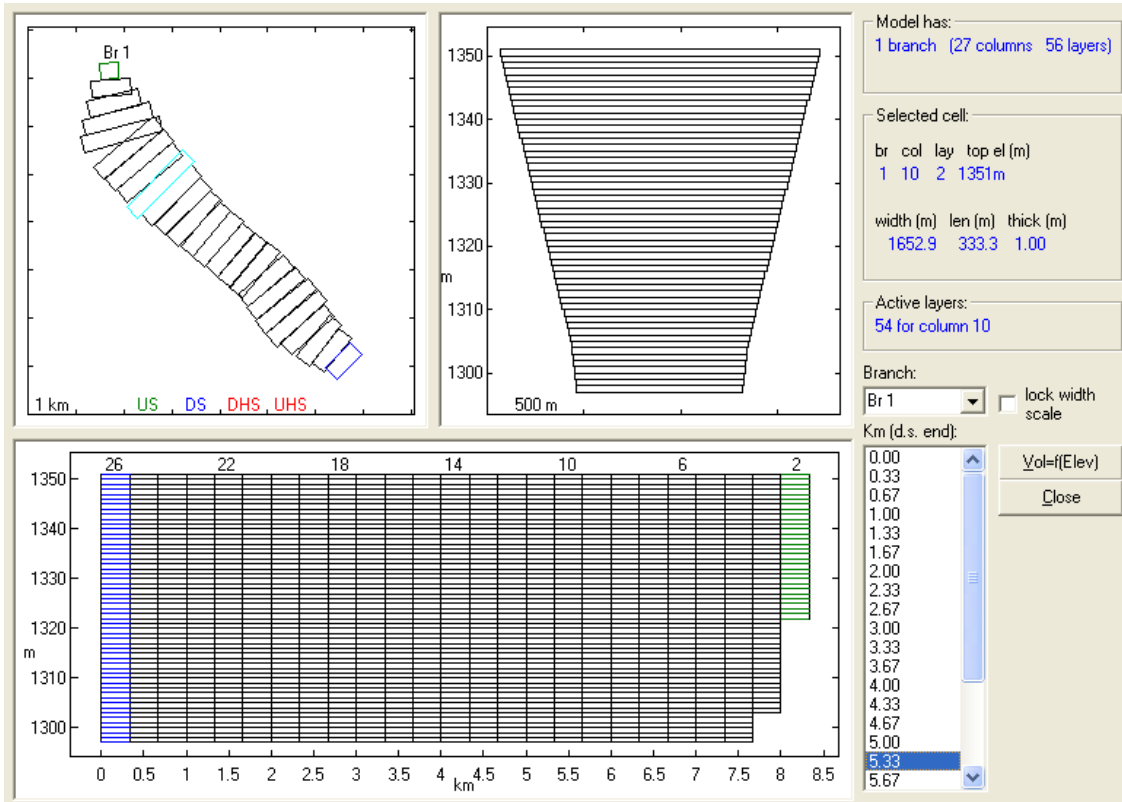 Br 1
1 km US DS DHS UHS
1350
1340
1330
1320
m
1310
1300
500 m
Model has:
1 branch (27 columns 56 layers)
Selected cell:
br col lay top el (m)
1 10 2 1351m
width (m) len (m) thick (m)
1652.9 333.3 1.00
Active layers:
54 for column 10
Branch:
Br 1
lock width
scale
Km (d.s. end):
0.00
0.33
0.67
1.00
1.33
1.67
2.00
2.33
2.67
3.00
3.33
3.67
4.00
4.33
4.67
5.00
5.33
5.67
Vol=f(Elev)
Close
26 22 18 14 10 6 2
1350
1340
1330
1320
m
1310
1300
0 0.5 1 1.5 2 2.5 3 3.5 4 4.5 5 5.5 6 6.5 7 7.5 8 8.5
km